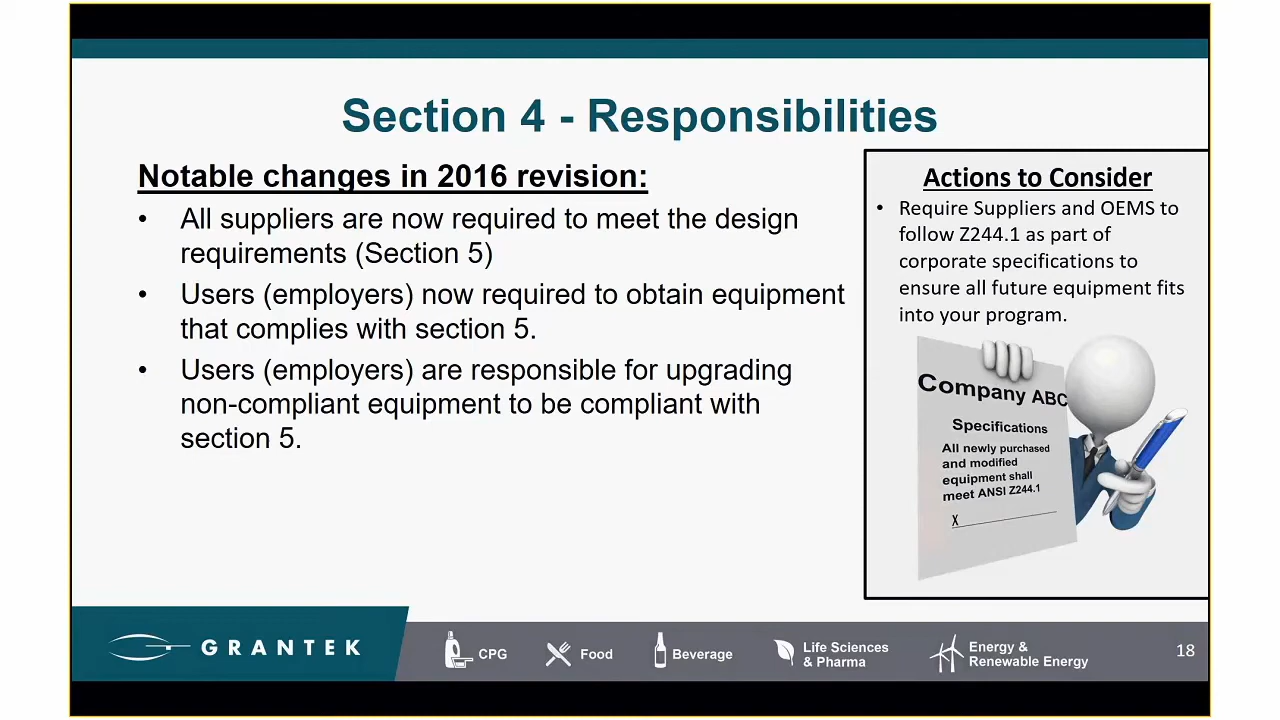 Section 4 - Responsibilities
Notable changes in 2016 revision:
• All suppliers are now required to meet the design
requirements (Section 5)
• Users (employers) now required to obtain equipment
that complies with section 5.
• Users (employers) are responsible for upgrading
non-compliant equipment to be compliant with
section 5.
Actions to Consider
• Require Suppliers and OEMS to
follow Z244.1 as part of
corporate specifications to
ensure all future equipment fits
into your program.
Company ABC
Specifications
All newly purchased
and modified
equipment shall
meet ANSI Z244.1
X
GRANTEK
CPG
Food
Beverage
Life Sciences
& Pharma
Energy &
Renewable Energy
18